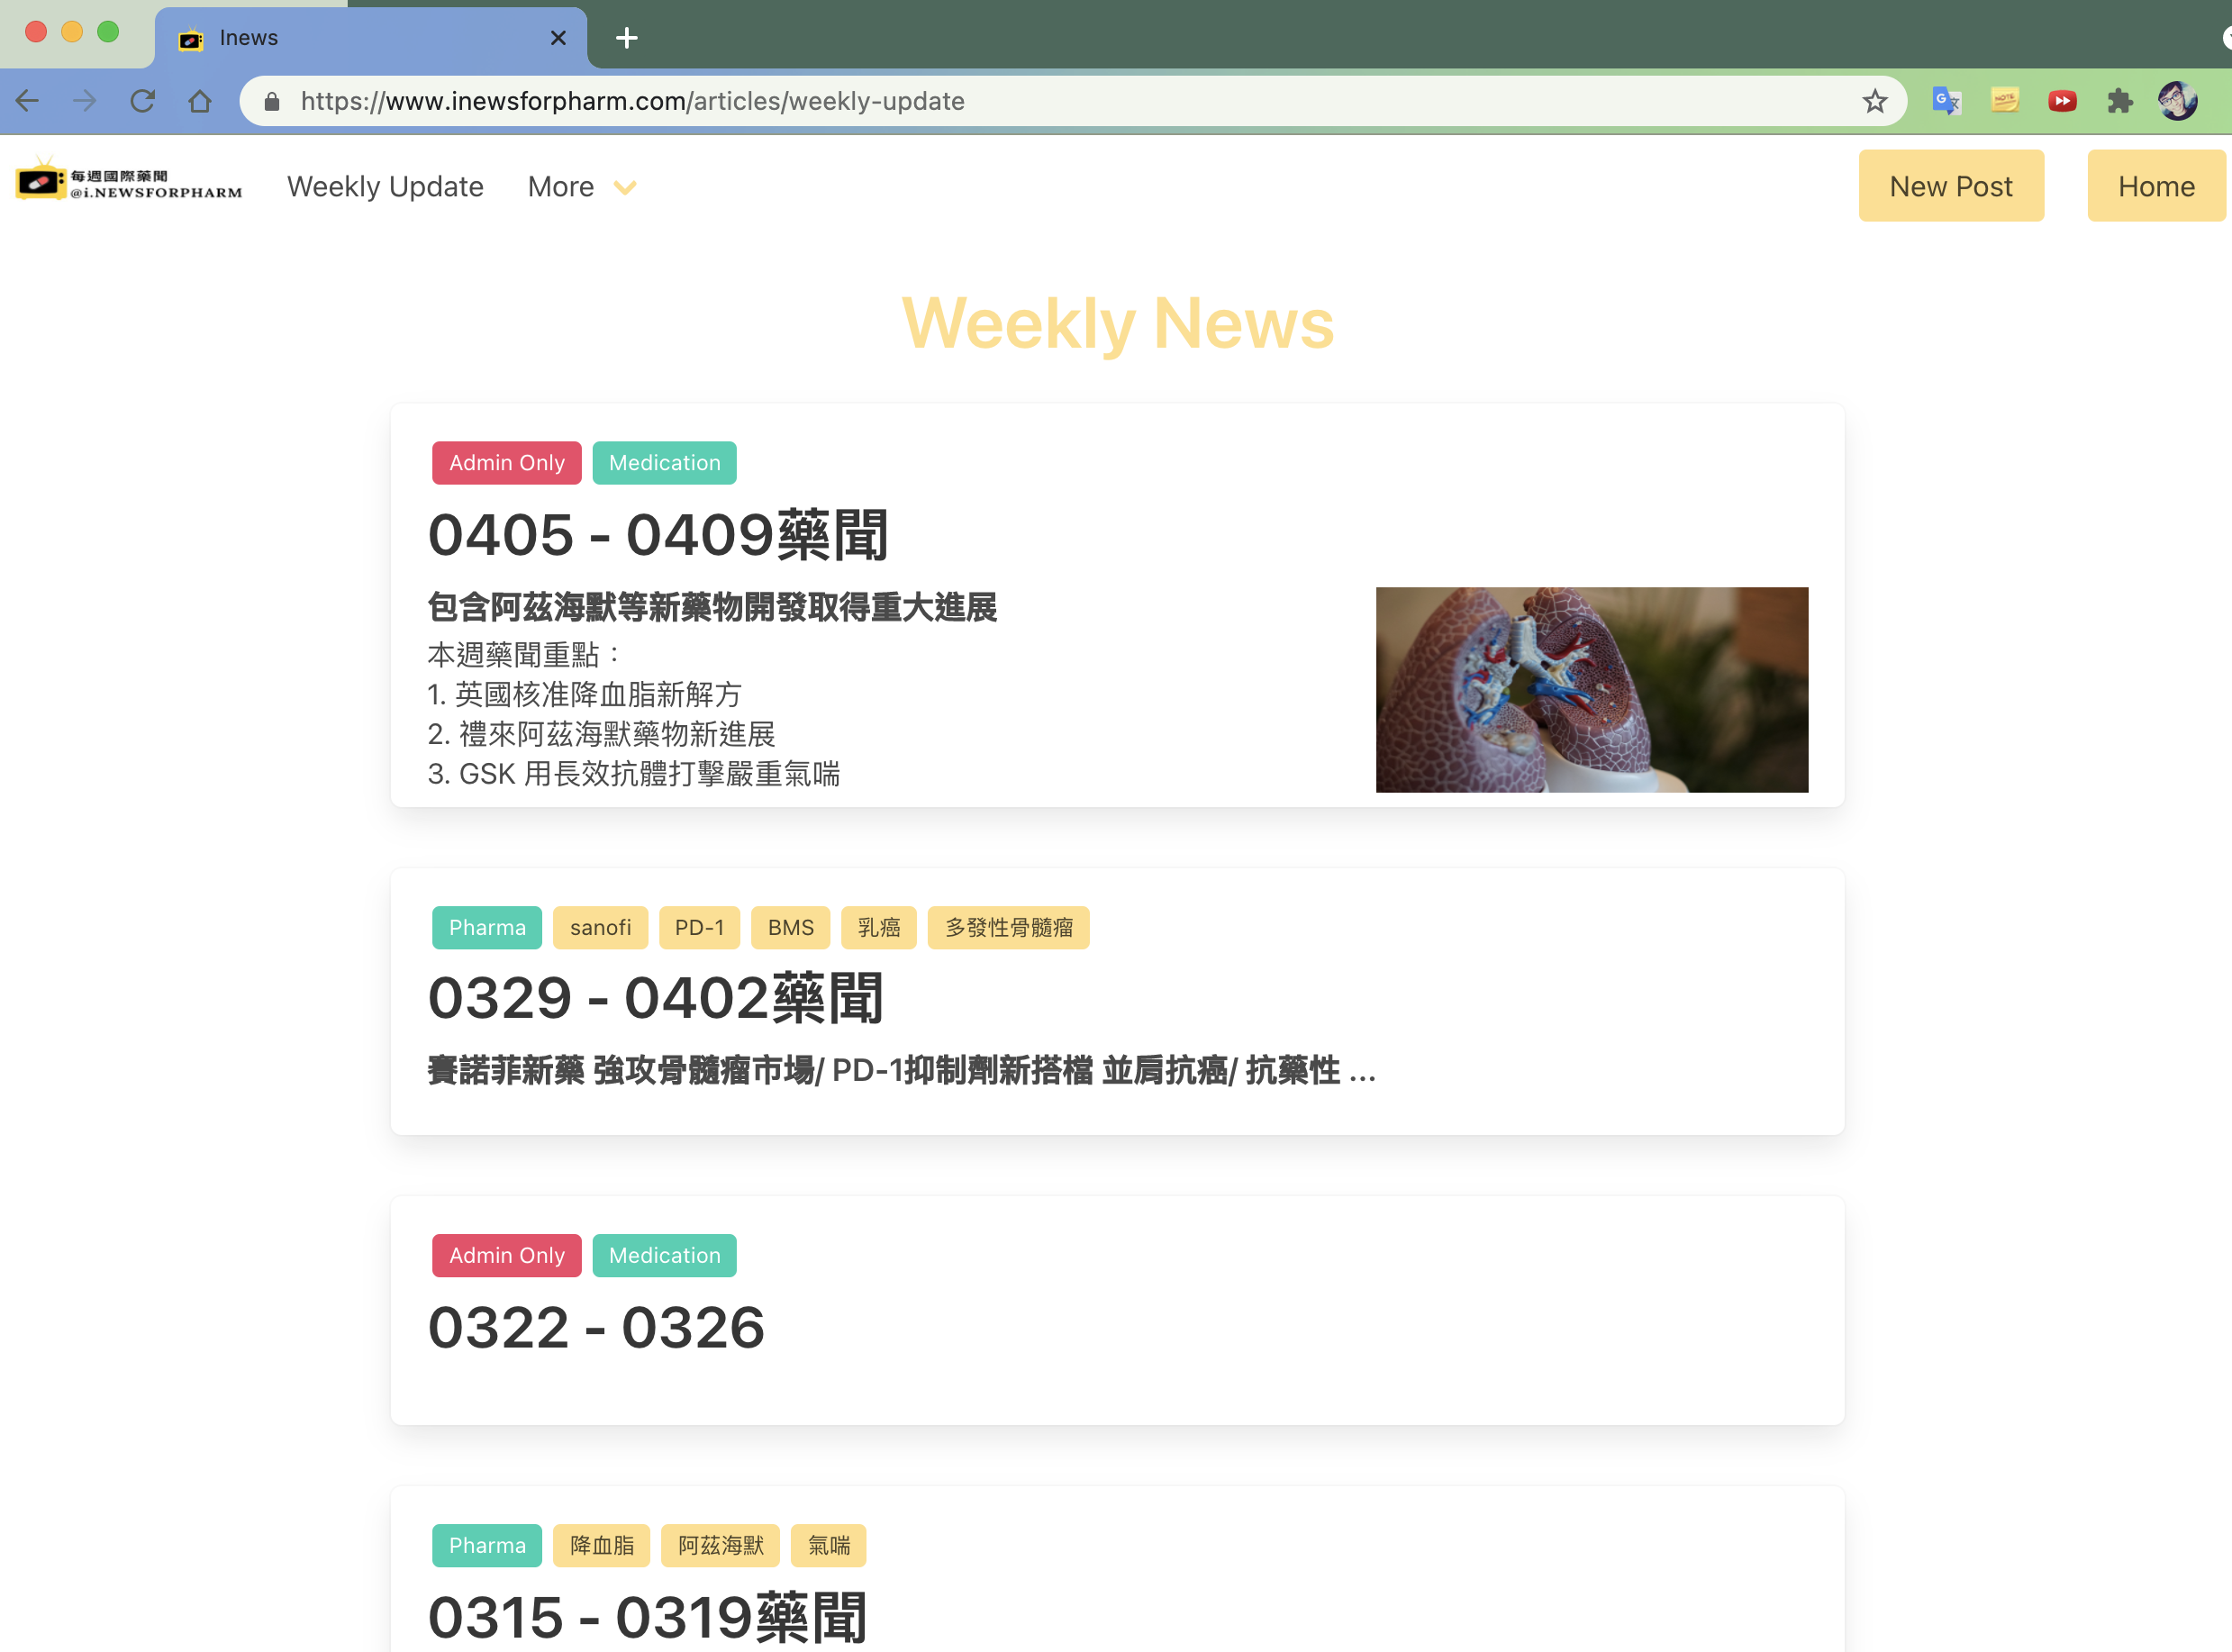 Inews
https://www.inewsforpharm.com/articles/weekly-update
每週國際藥聞
@i.NEWSFORPHARM
Weekly Update
More
New Post
Home
Weekly News
Admin Only
Medication
0405 - 0409藥聞
包含阿茲海默等新藥物開發取得重大進展
本週藥聞重點：
1. 英國核准降血脂新解方
2. 禮來阿茲海默藥物新進展
3. GSK 用長效抗體打擊嚴重氣喘
Pharma
sanofi
PD-1
BMS
乳癌
多發性骨髓瘤
0329 - 0402藥聞
賽諾菲新藥 強攻骨髓瘤市場/ PD-1抑制劑新搭檔 並肩抗癌/ 抗藥性 ...
Admin Only
Medication
0322 - 0326
Pharma
降血脂
阿茲海默
氣喘
0315 - 0319藥聞